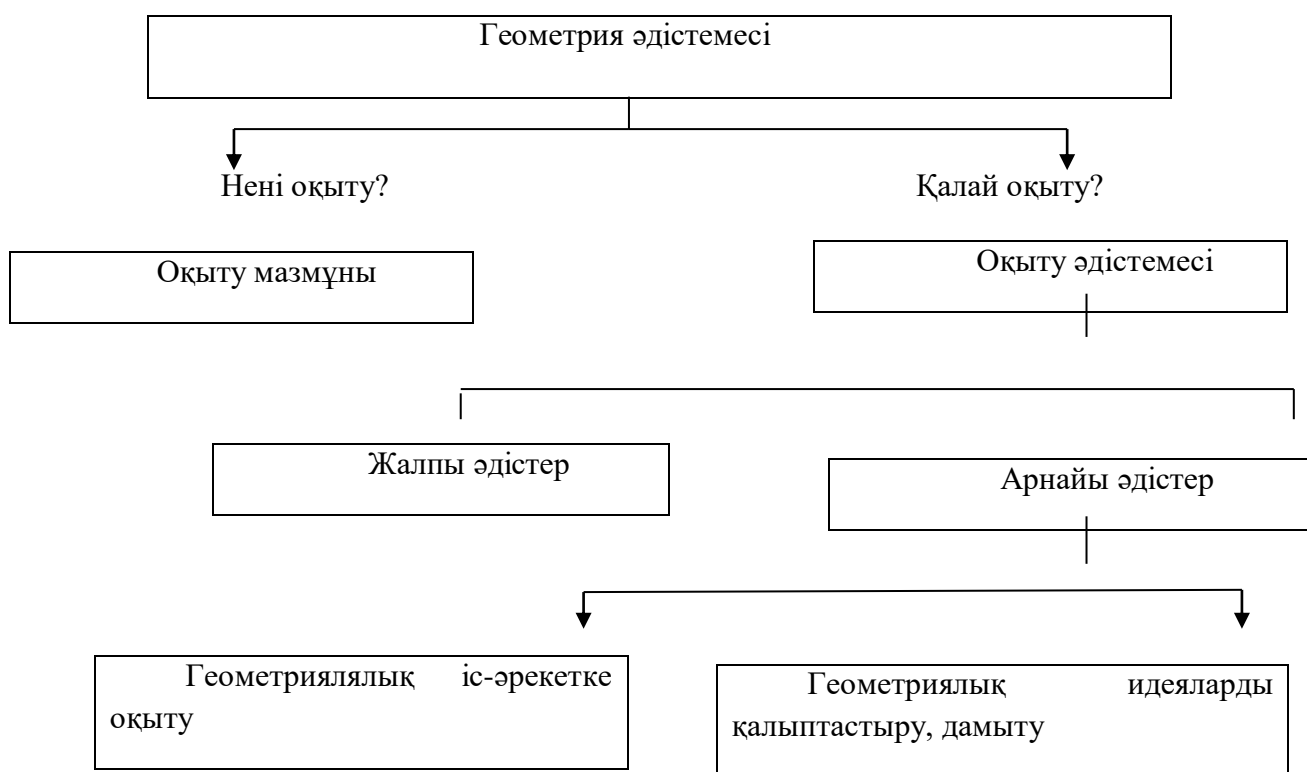 Геометрия әдістемесі
Нені оқыту?
Қалай оқыту?
Оқыту мазмұны
Оқыту әдістемесі
Жалпы әдістер
Арнайы әдістер
Геометриялялық іс-әрекетке
оқыту
Геометриялық идеяларды
қалыптастыру, дамыту